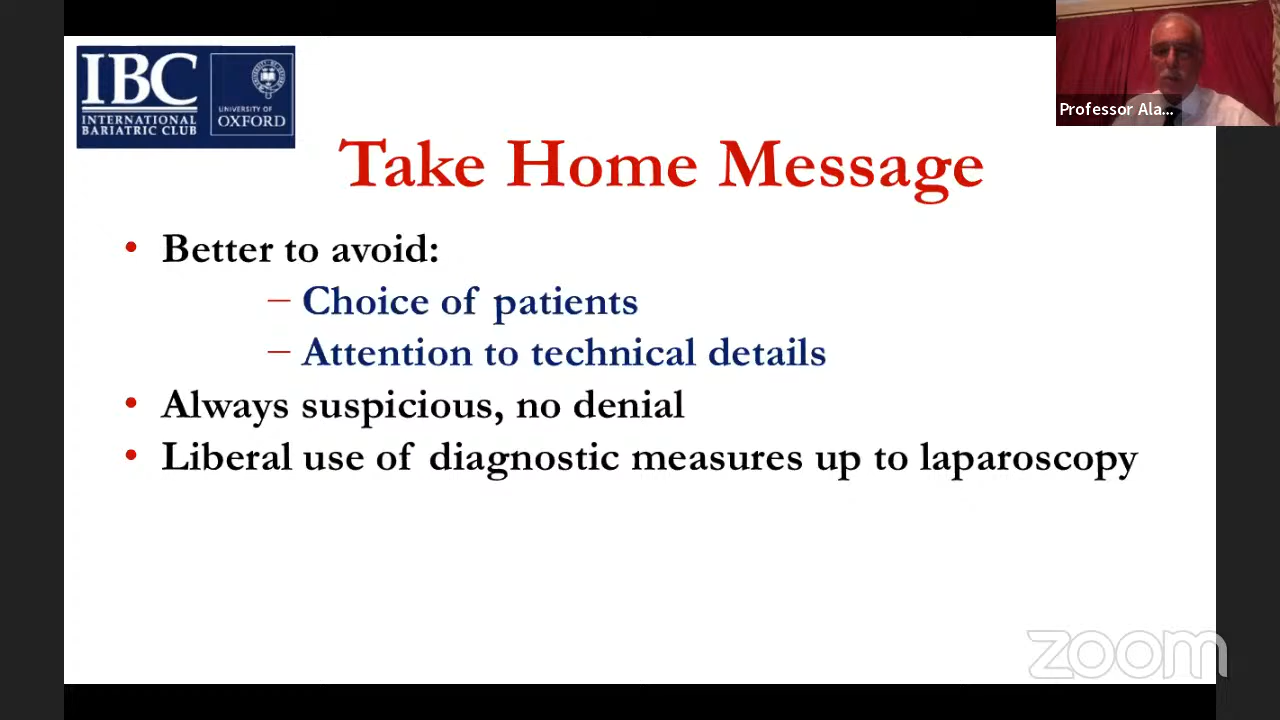 IBC
INTERNATIONAL
BARIATRIC CLUB
UNIVERSITY OF
OXFORD
Professor Ala...
Take Home Message
• Better to avoid:
– Choice of patients
– Attention to technical details
• Always suspicious, no denial
• Liberal use of diagnostic measures up to laparoscopy
zoom